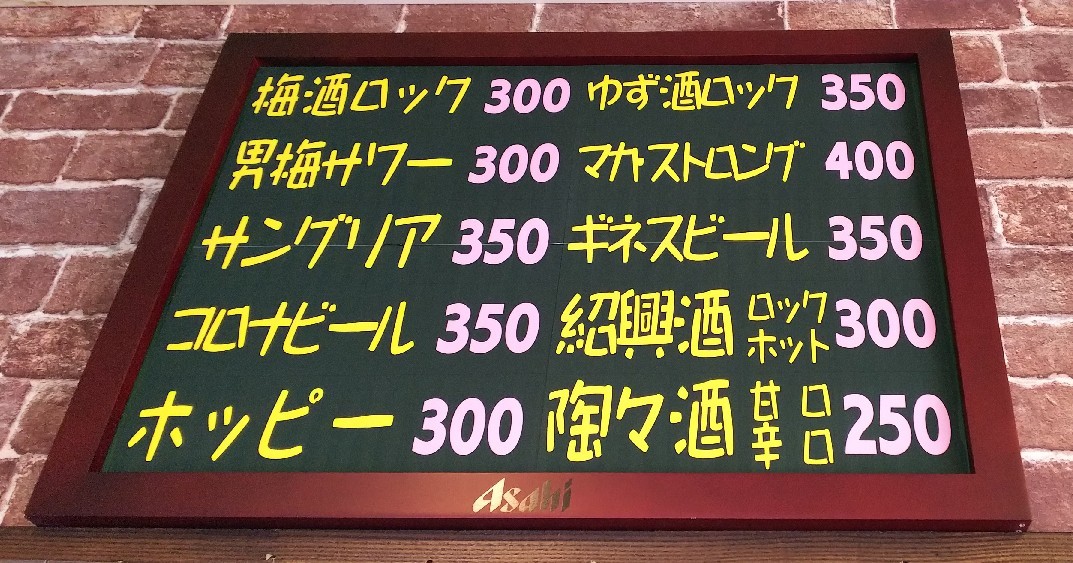 梅酒ロック 300 ゆず酒ロック 350
男梅サワー 300 マカストロング 400
サングリア 350 ギネスビール 350
コロナビール 350 紹興酒 ロック ホット 300
ホッピー 300 陶々酒 甘口 辛口 250
Asahi